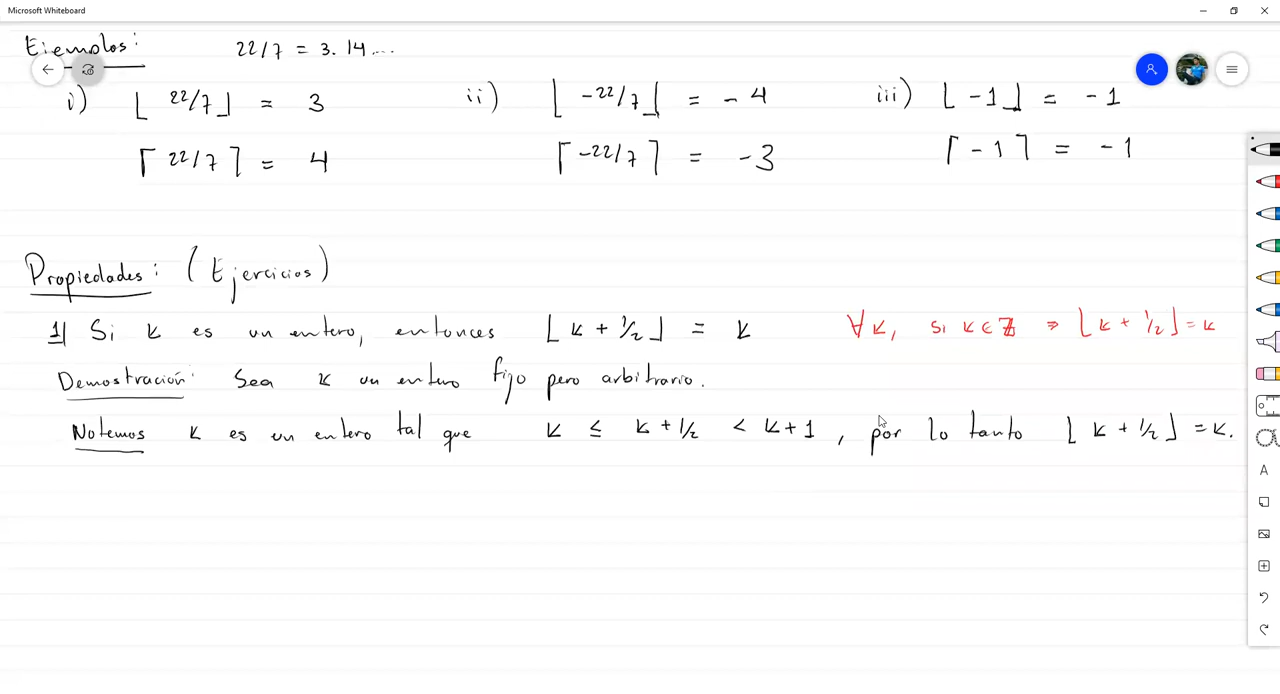 Microsoft Whiteboard
Ejemplos: 22/7 = 3.14...
i) ⌊22/7⌋ = 3 ii) ⌊-22/7⌋ = -4 iii) ⌊-1⌋ = -1
⌈22/7⌉ = 4 ⌈-22/7⌉ = -3 ⌈-1⌉ = -1
Propiedades: (Ejercicios)
1) Si k es un entero, entonces ⌊k + 1/2⌋ = k ∀k, si k∈ℤ ⇒ ⌊k + 1/2⌋ = k
Demostración: Sea k un entero fijo pero arbitrario.
Notemos k es un entero tal que k ≤ k + 1/2 < k + 1, por lo tanto ⌊k + 1/2⌋ = k.
A